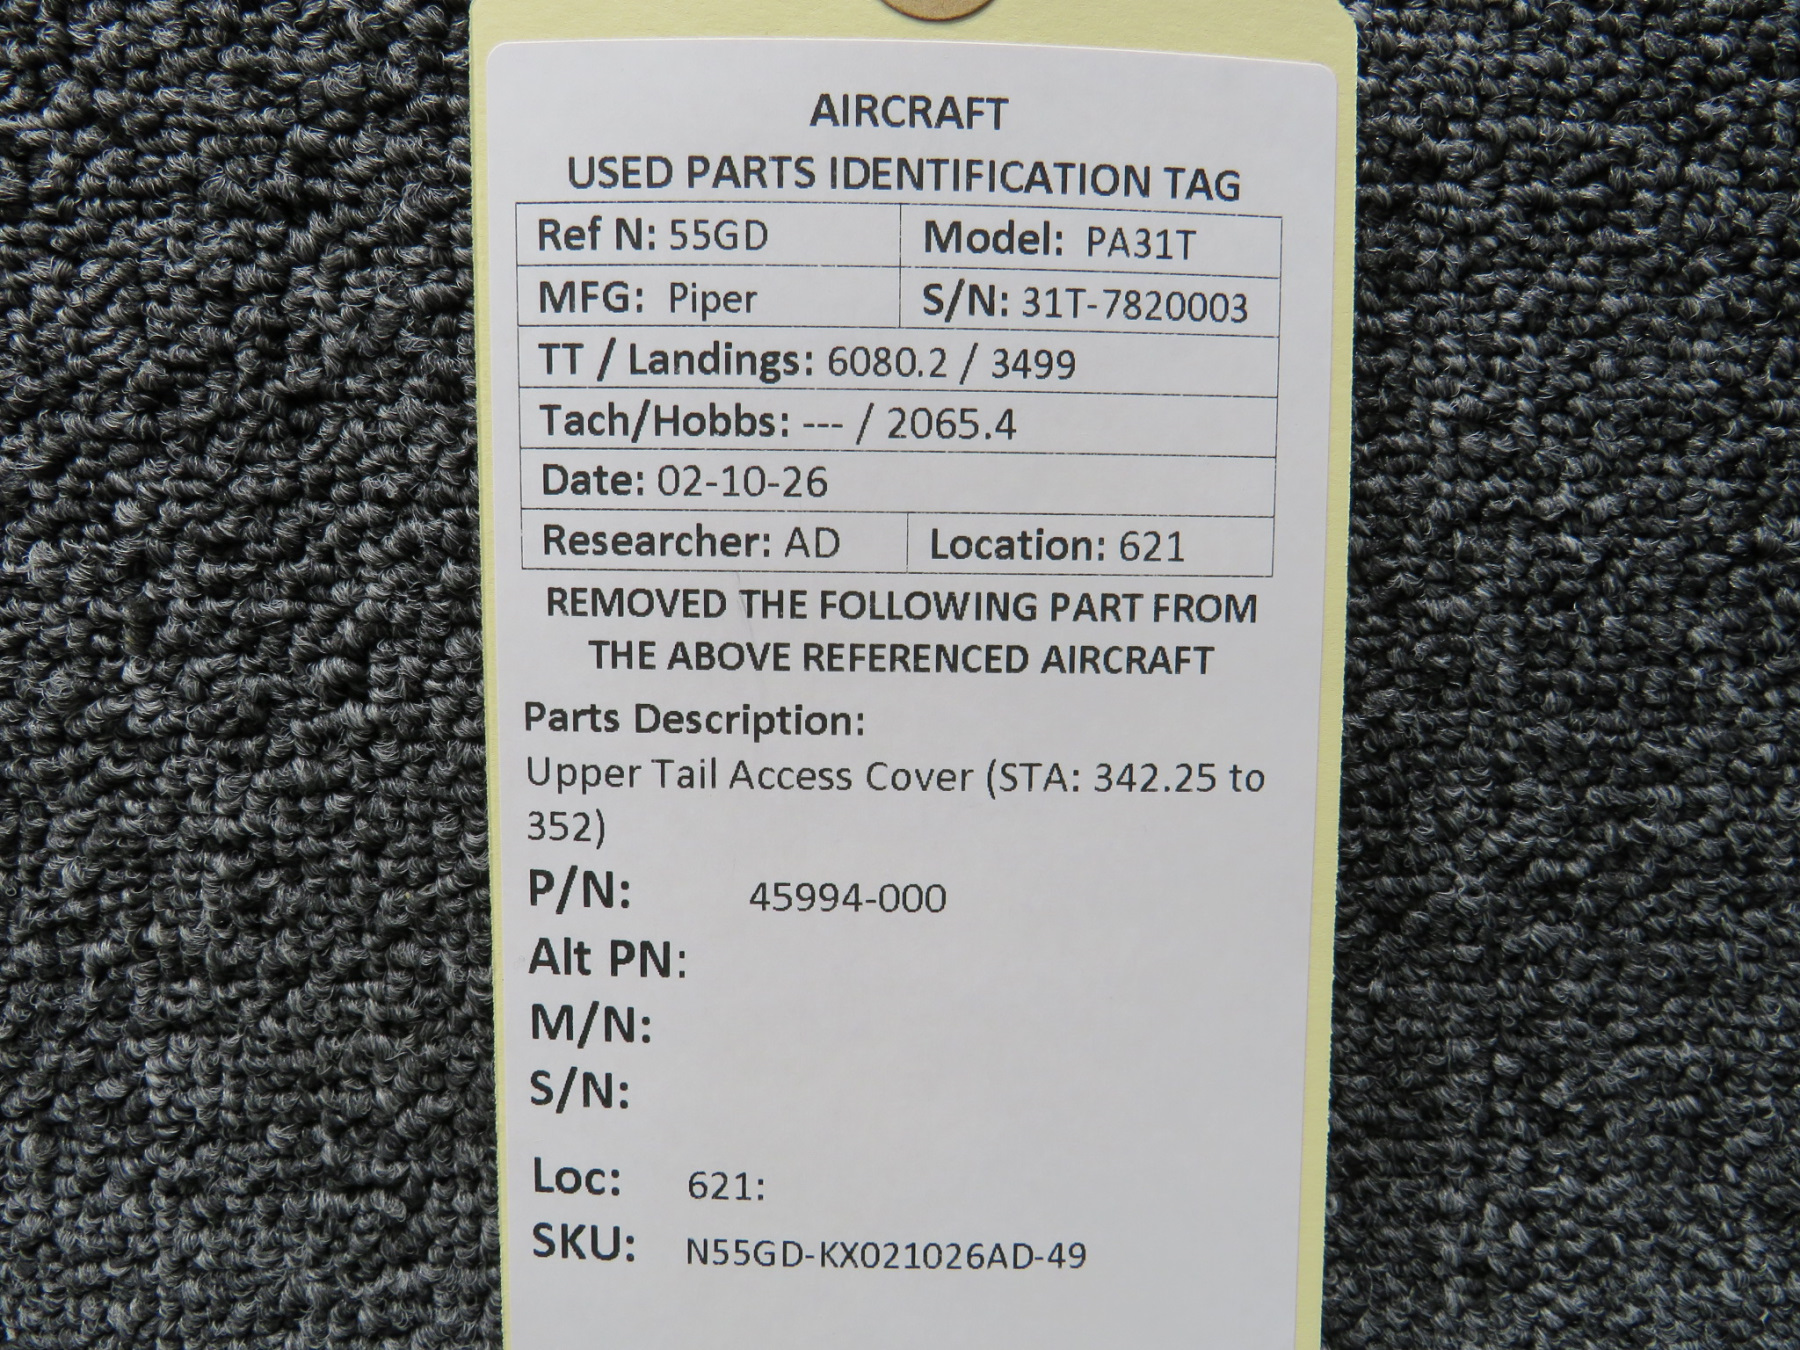 AIRCRAFT
USED PARTS IDENTIFICATION TAG
Ref N: 55GD Model: PA31T
MFG: Piper S/N: 31T-7820003
TT / Landings: 6080.2 / 3499
Tach/Hobbs: --- / 2065.4
Date: 02-10-26
Researcher: AD Location: 621
REMOVED THE FOLLOWING PART FROM
THE ABOVE REFERENCED AIRCRAFT
Parts Description:
Upper Tail Access Cover (STA: 342.25 to
352)
P/N: 45994-000
Alt PN:
M/N:
S/N:
Loc: 621:
SKU: N55GD-KX021026AD-49